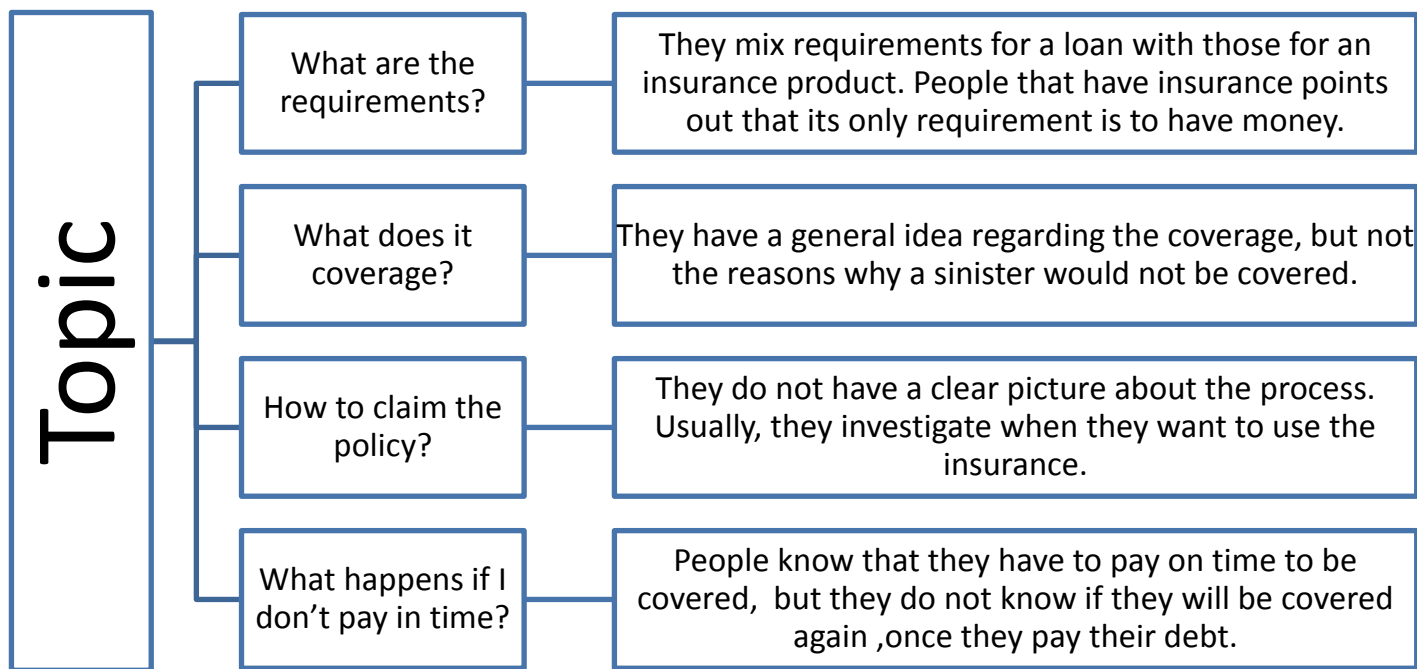 Topic
What are the
requirements?
They mix requirements for a loan with those for an
insurance product. People that have insurance points
out that its only requirement is to have money.
What does it
coverage?
They have a general idea regarding the coverage, but not
the reasons why a sinister would not be covered.
How to claim the
policy?
They do not have a clear picture about the process.
Usually, they investigate when they want to use the
insurance.
What happens if I
don’t pay in time?
People know that they have to pay on time to be
covered,  but they do not know if they will be covered
again ,once they pay their debt.